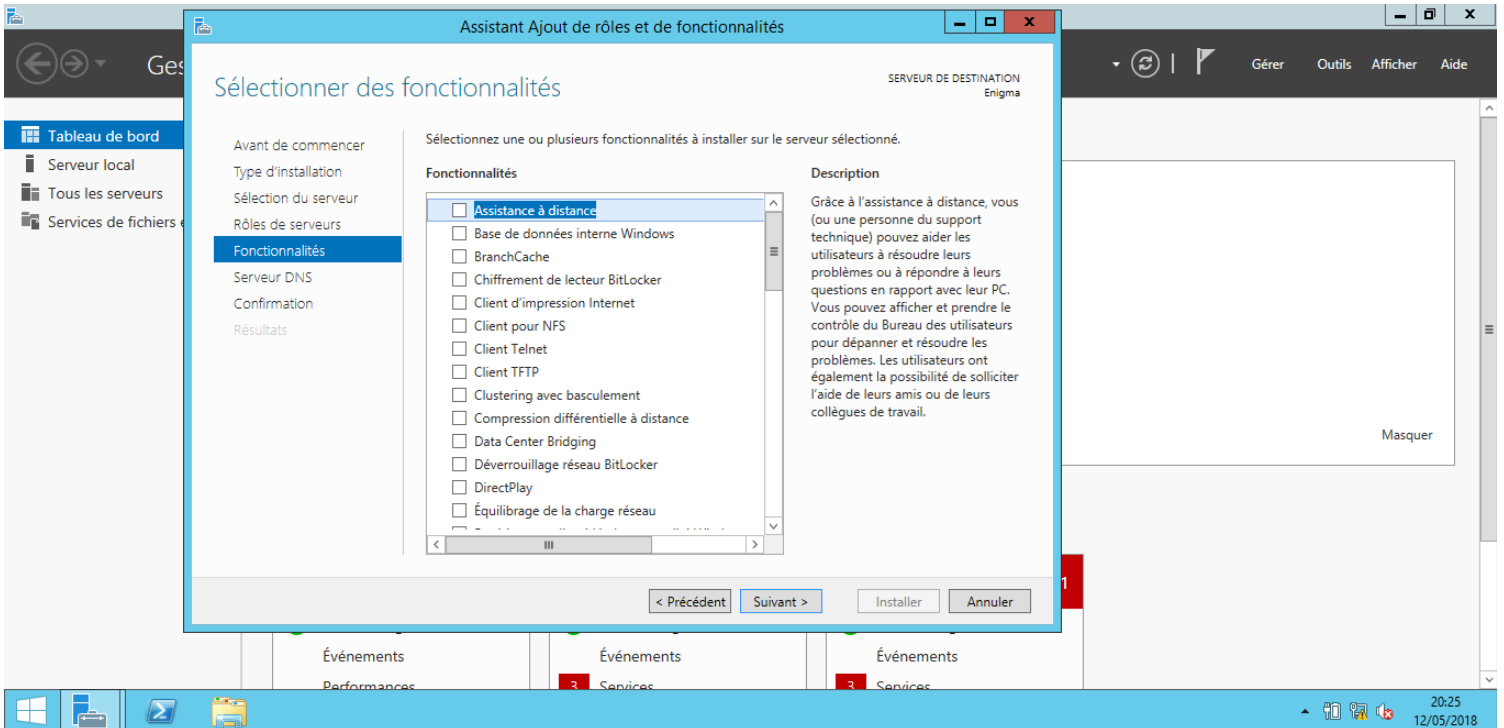 Assistant Ajout de rôles et de fonctionnalités
Ges
Gérer
Outils
Afficher
Aide
Tableau de bord
Serveur local
Tous les serveurs
Services de fichiers e
Sélectionner des fonctionnalités
SERVEUR DE DESTINATION
Enigma
Avant de commencer
Type d'installation
Sélection du serveur
Rôles de serveurs
Fonctionnalités
Serveur DNS
Confirmation
Résultats
Sélectionnez une ou plusieurs fonctionnalités à installer sur le serveur sélectionné.
Fonctionnalités
Assistance à distance
Base de données interne Windows
BranchCache
Chiffrement de lecteur BitLocker
Client d'impression Internet
Client pour NFS
Client Telnet
Client TFTP
Clustering avec basculement
Compression différentielle à distance
Data Center Bridging
Déverrouillage réseau BitLocker
DirectPlay
Équilibrage de la charge réseau
Description
Grâce à l'assistance à distance, vous
(ou une personne du support
technique) pouvez aider les
utilisateurs à résoudre leurs
problèmes ou à répondre à leurs
questions en rapport avec leur PC.
Vous pouvez afficher et prendre le
contrôle du Bureau des utilisateurs
pour dépanner et résoudre les
problèmes. Les utilisateurs ont
également la possibilité de solliciter
l'aide de leurs amis ou de leurs
collègues de travail.
Masquer
< Précédent
Suivant >
Installer
Annuler
1
Événements
Performances
Événements
3 Services
Événements
3 Services
20:25
12/05/2018